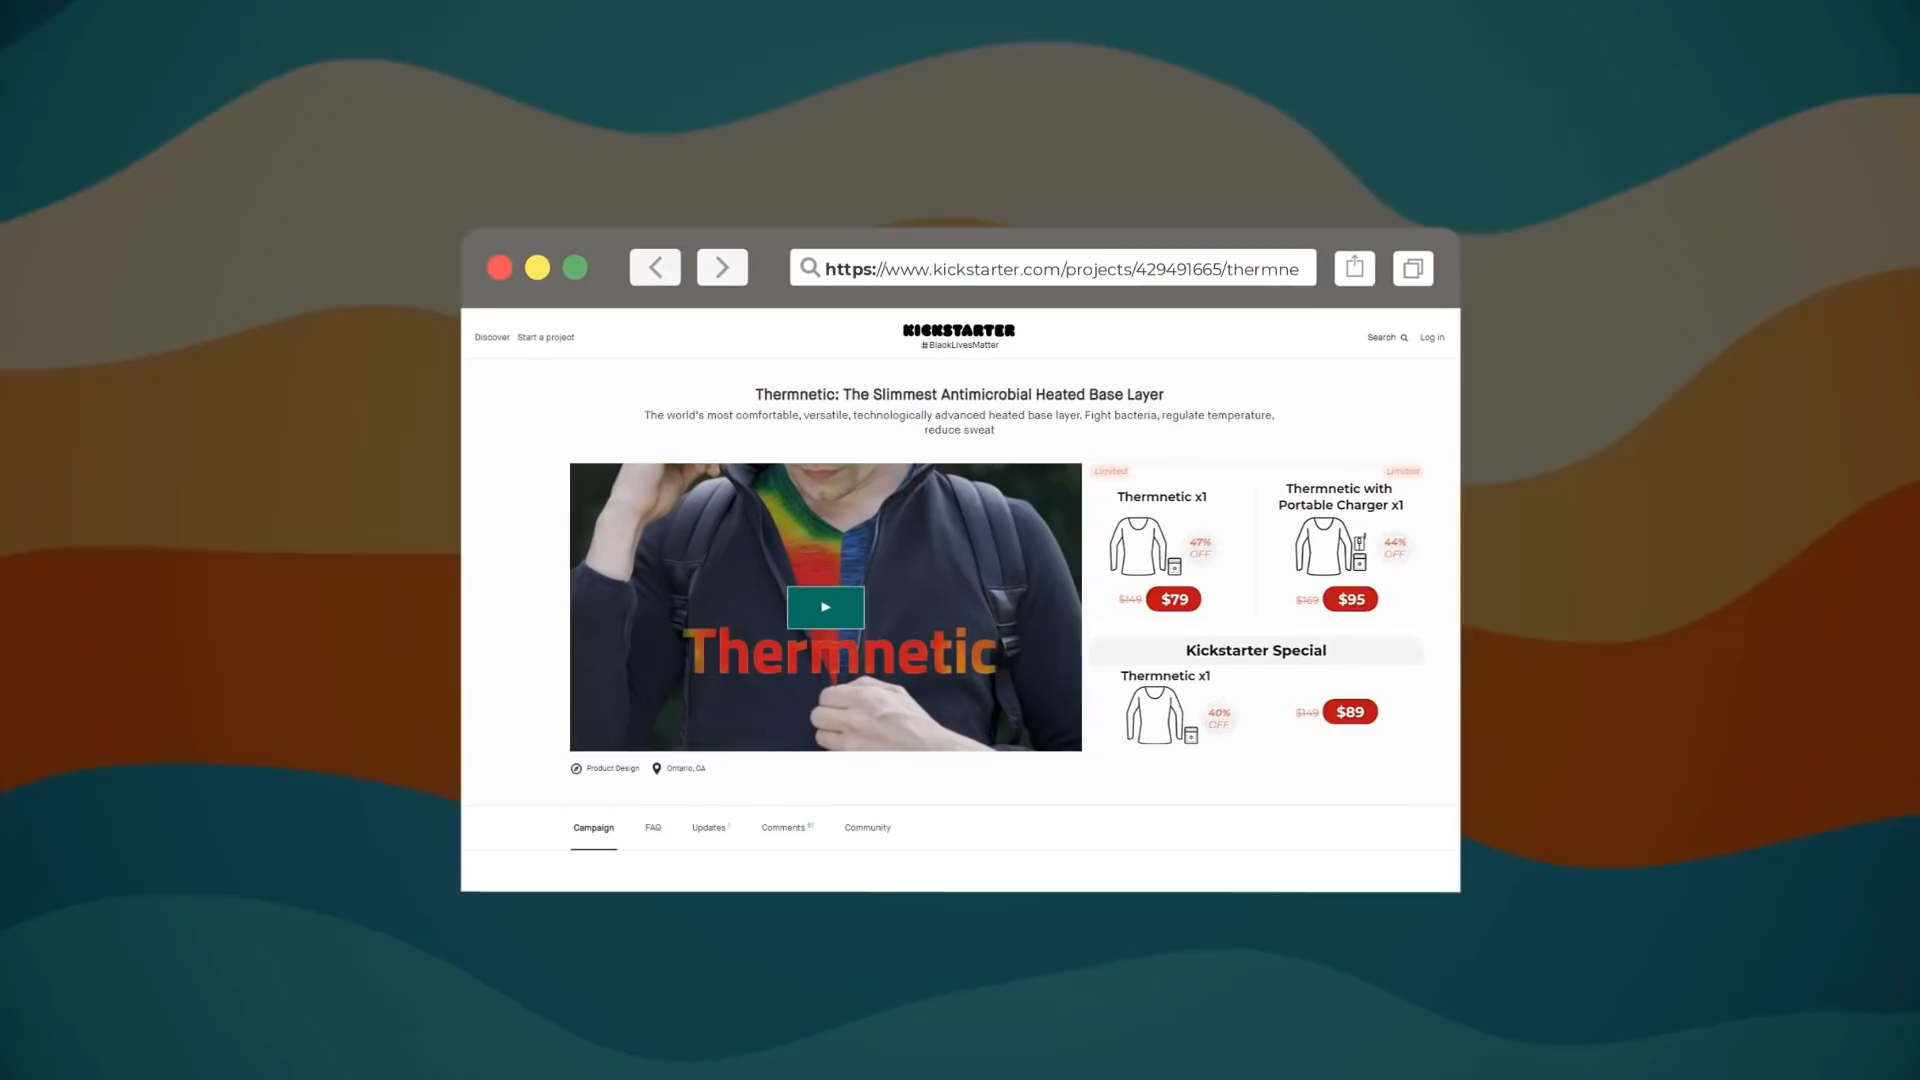 https://www.kickstarter.com/projects/429491665/thermne
Discover Start a project
KICKSTARTER
#BlackLivesMatter
Search Log in
Thermnetic: The Slimmest Antimicrobial Heated Base Layer
The world's most comfortable, versatile, technologically advanced heated base layer. Fight bacteria, regulate temperature,
reduce sweat
Thermnetic
Limited
Thermnetic x1
47%
OFF
$149 $79
Limited
Thermnetic with
Portable Charger x1
44%
OFF
$169 $95
Kickstarter Special
Thermnetic x1
40%
OFF
$149 $89
Product Design Ontario, CA
Campaign FAQ Updates 1 Comments Community